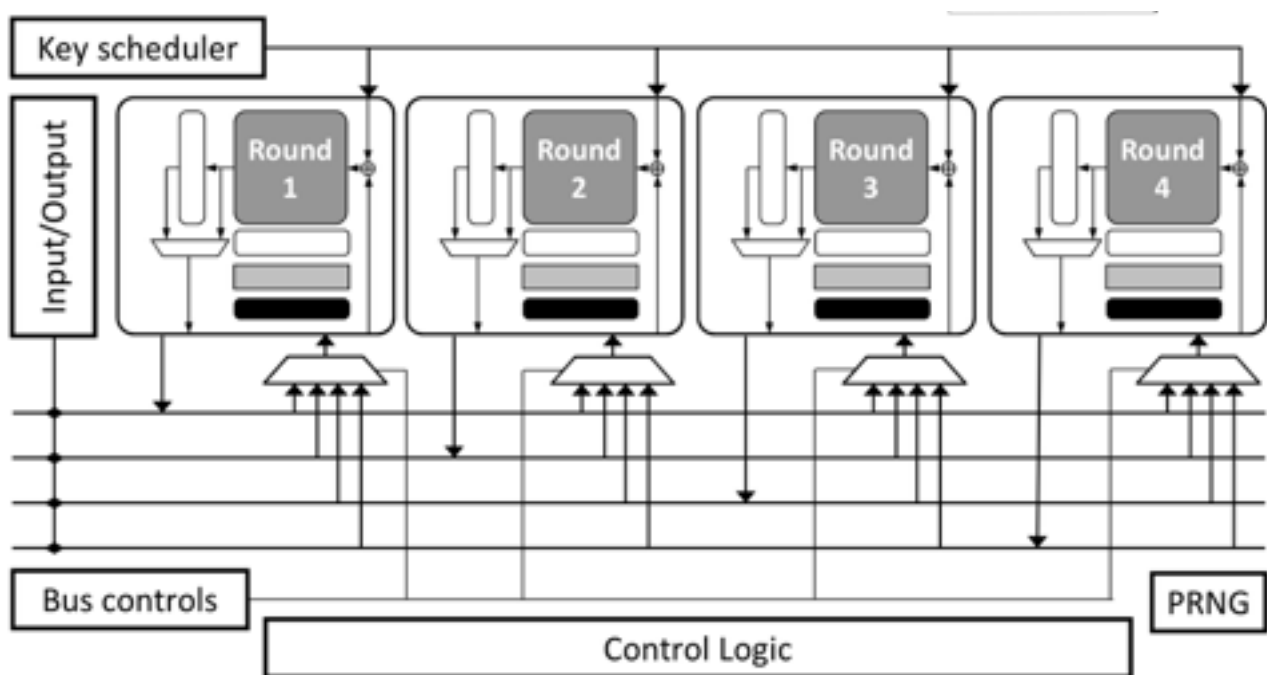 Key scheduler
Input/Output
Round
1
Round
2
Round
3
Round
4
Bus controls
PRNG
Control Logic